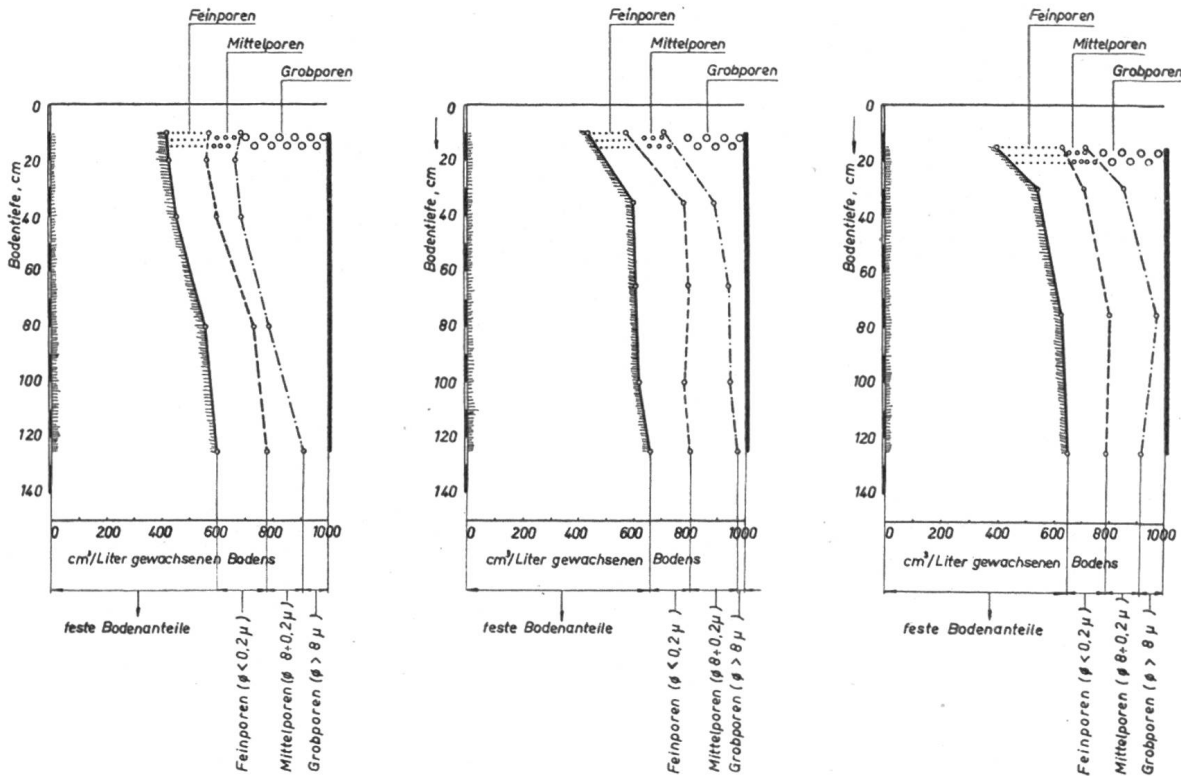 Feinporen
Mittelporen
Grobporen
0
20
40
60
80
100
120
140
Bodentiefe, cm
0 200 400 600 800 1000
cm³/Liter gewachsenen Bodens
feste Bodenanteile
Feinporen (ø < 0,2 µ)
Mittelporen (ø 8÷0,2 µ)
Grobporen (ø > 8 µ)
Feinporen
Mittelporen
Grobporen
0
20
40
60
80
100
120
140
Bodentiefe, cm
0 200 400 600 800 1000
cm³/Liter gewachsenen Bodens
feste Bodenanteile
Feinporen (ø < 0,2 µ)
Mittelporen (ø 8÷0,2 µ)
Grobporen (ø > 8 µ)
Feinporen
Mittelporen
Grobporen
0
20
40
60
80
100
120
140
Bodentiefe, cm
0 200 400 600 800 1000
cm³/Liter gewachsenen Bodens
feste Bodenanteile
Feinporen (ø < 0,2 µ)
Mittelporen (ø 8÷0,2 µ)
Grobporen (ø > 8 µ)